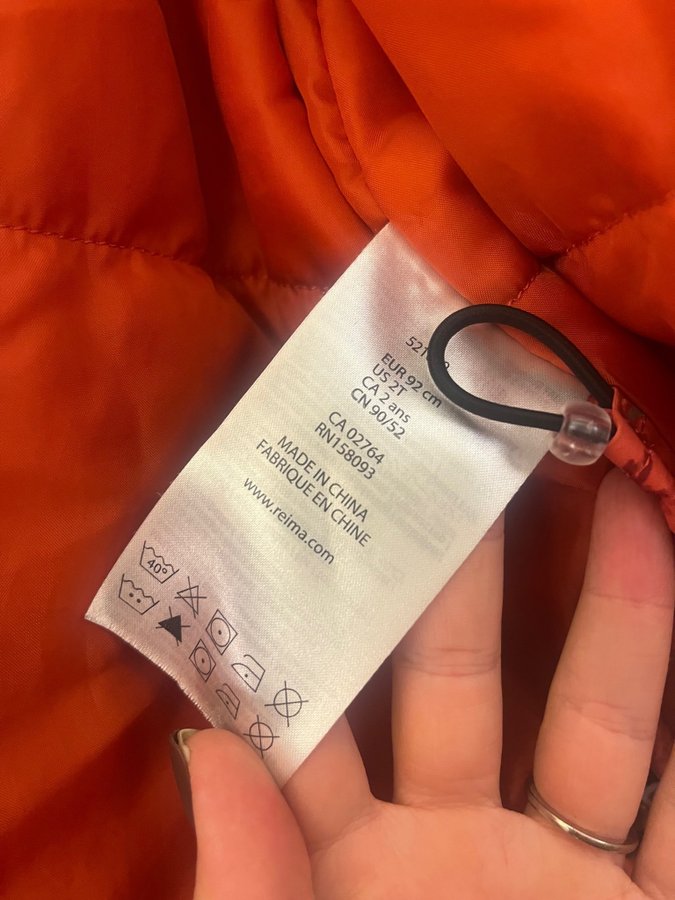 EUR 92 cm
US 2T
CA 2 ans
CN 90/52
CA 02764
RN158093
MADE IN CHINA
FABRIQUE EN CHINE
www.reima.com
40°